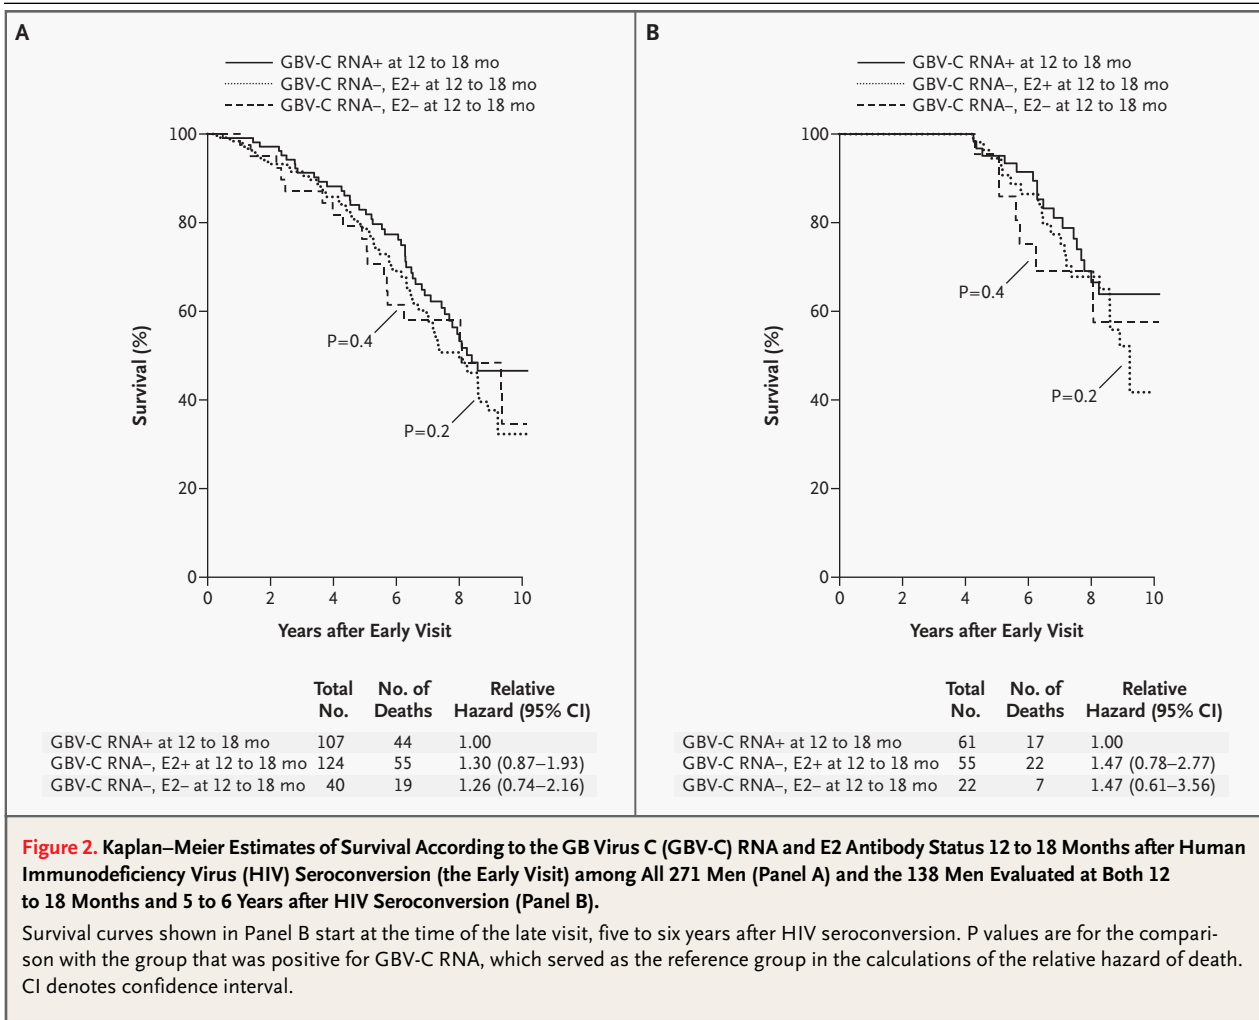 A
GBV-C RNA+ at 12 to 18 mo
GBV-C RNA–, E2+ at 12 to 18 mo
GBV-C RNA–, E2– at 12 to 18 mo
100
80
60
40
20
0
Survival (%)
P=0.4
P=0.2
0 2 4 6 8 10
Years after Early Visit
Total No. of Relative
No. Deaths Hazard (95% CI)
GBV-C RNA+ at 12 to 18 mo 107 44 1.00
GBV-C RNA–, E2+ at 12 to 18 mo 124 55 1.30 (0.87–1.93)
GBV-C RNA–, E2– at 12 to 18 mo 40 19 1.26 (0.74–2.16)
B
GBV-C RNA+ at 12 to 18 mo
GBV-C RNA–, E2+ at 12 to 18 mo
GBV-C RNA–, E2– at 12 to 18 mo
100
80
60
40
20
0
Survival (%)
P=0.4
P=0.2
0 2 4 6 8 10
Years after Early Visit
Total No. of Relative
No. Deaths Hazard (95% CI)
GBV-C RNA+ at 12 to 18 mo 61 17 1.00
GBV-C RNA–, E2+ at 12 to 18 mo 55 22 1.47 (0.78–2.77)
GBV-C RNA–, E2– at 12 to 18 mo 22 7 1.47 (0.61–3.56)
Figure 2. Kaplan–Meier Estimates of Survival According to the GB Virus C (GBV-C) RNA and E2 Antibody Status 12 to 18 Months after Human
Immunodeficiency Virus (HIV) Seroconversion (the Early Visit) among All 271 Men (Panel A) and the 138 Men Evaluated at Both 12
to 18 Months and 5 to 6 Years after HIV Seroconversion (Panel B).
Survival curves shown in Panel B start at the time of the late visit, five to six years after HIV seroconversion. P values are for the compari-
son with the group that was positive for GBV-C RNA, which served as the reference group in the calculations of the relative hazard of death.
CI denotes confidence interval.